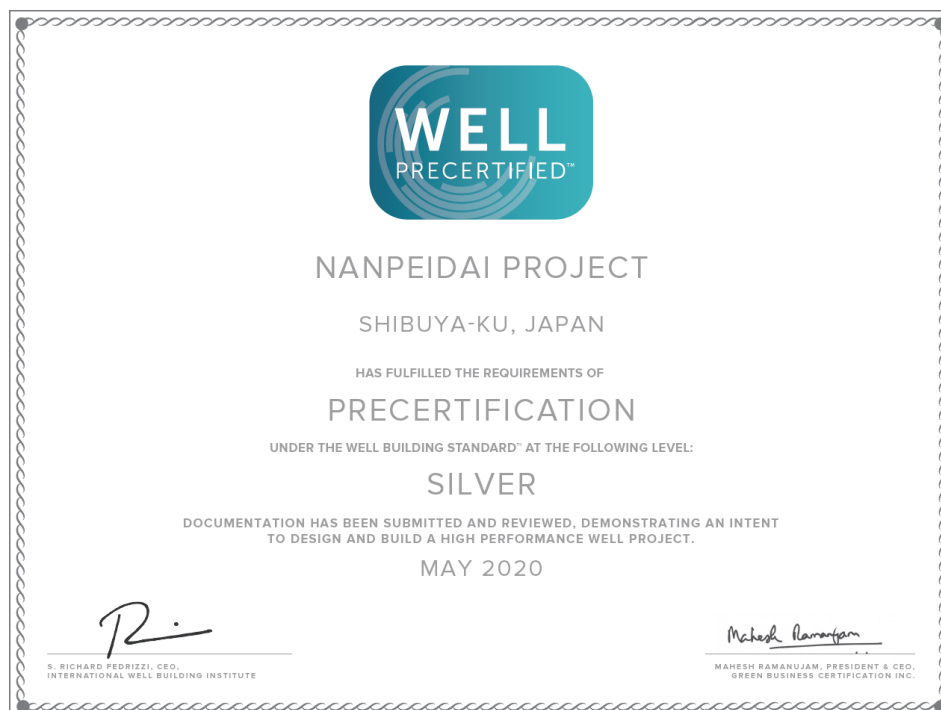 WELL
PRECERTIFIED™
NANPEIDAI PROJECT
SHIBUYA-KU, JAPAN
HAS FULFILLED THE REQUIREMENTS OF
PRECERTIFICATION
UNDER THE WELL BUILDING STANDARD™ AT THE FOLLOWING LEVEL:
SILVER
DOCUMENTATION HAS BEEN SUBMITTED AND REVIEWED, DEMONSTRATING AN INTENT
TO DESIGN AND BUILD A HIGH PERFORMANCE WELL PROJECT.
MAY 2020
S. RICHARD FEDRIZZI, CEO,
INTERNATIONAL WELL BUILDING INSTITUTE
Mahesh Ramanujam
MAHESH RAMANUJAM, PRESIDENT & CEO,
GREEN BUSINESS CERTIFICATION INC.